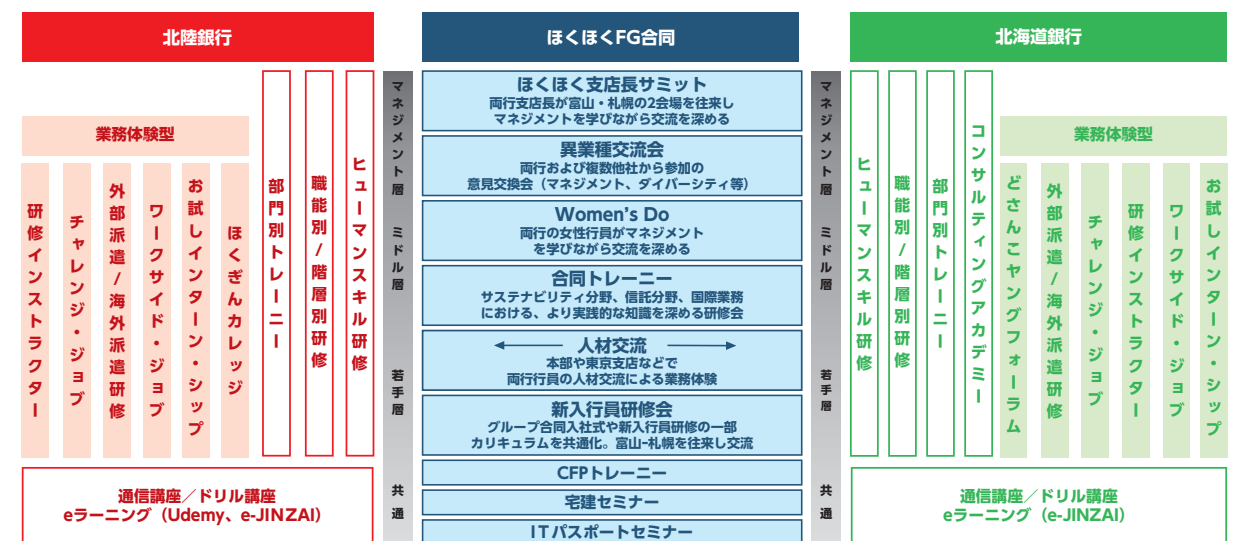 北陸銀行
業務体験型
研修インストラクター
チャレンジ・ジョブ
外部派遣/海外派遣研修
ワークサイド・ジョブ
お試しインターン・シップ
ほくぎんカレッジ
部門別トレーニー
職能別/階層別研修
ヒューマンスキル研修
通信講座／ドリル講座
eラーニング（Udemy、e-JINZAI）
マネジメント層
ミドル層
若手層
共通
ほくほくFG合同
ほくほく支店長サミット
両行支店長が富山・札幌の2会場を往来し
マネジメントを学びながら交流を深める
異業種交流会
両行および複数他社から参加の
意見交換会（マネジメント、ダイバーシティ等）
Women's Do
両行の女性行員がマネジメント
を学びながら交流を深める
合同トレーニー
サステナビリティ分野、信託分野、国際業務
における、より実践的な知識を深める研修会
人材交流
本部や東京支店などで
両行行員の人材交流による業務体験
新入行員研修会
グループ合同入社式や新入行員研修の一部
カリキュラムを共通化。富山-札幌を往来し交流
CFPトレーニー
宅建セミナー
ITパスポートセミナー
マネジメント層
ミドル層
若手層
共通
北海道銀行
ヒューマンスキル研修
職能別/階層別研修
部門別トレーニー
コンサルティングアカデミー
業務体験型
どさんこヤングフォーラム
外部派遣/海外派遣研修
チャレンジ・ジョブ
研修インストラクター
ワークサイド・ジョブ
お試しインターン・シップ
通信講座／ドリル講座
eラーニング（e-JINZAI）